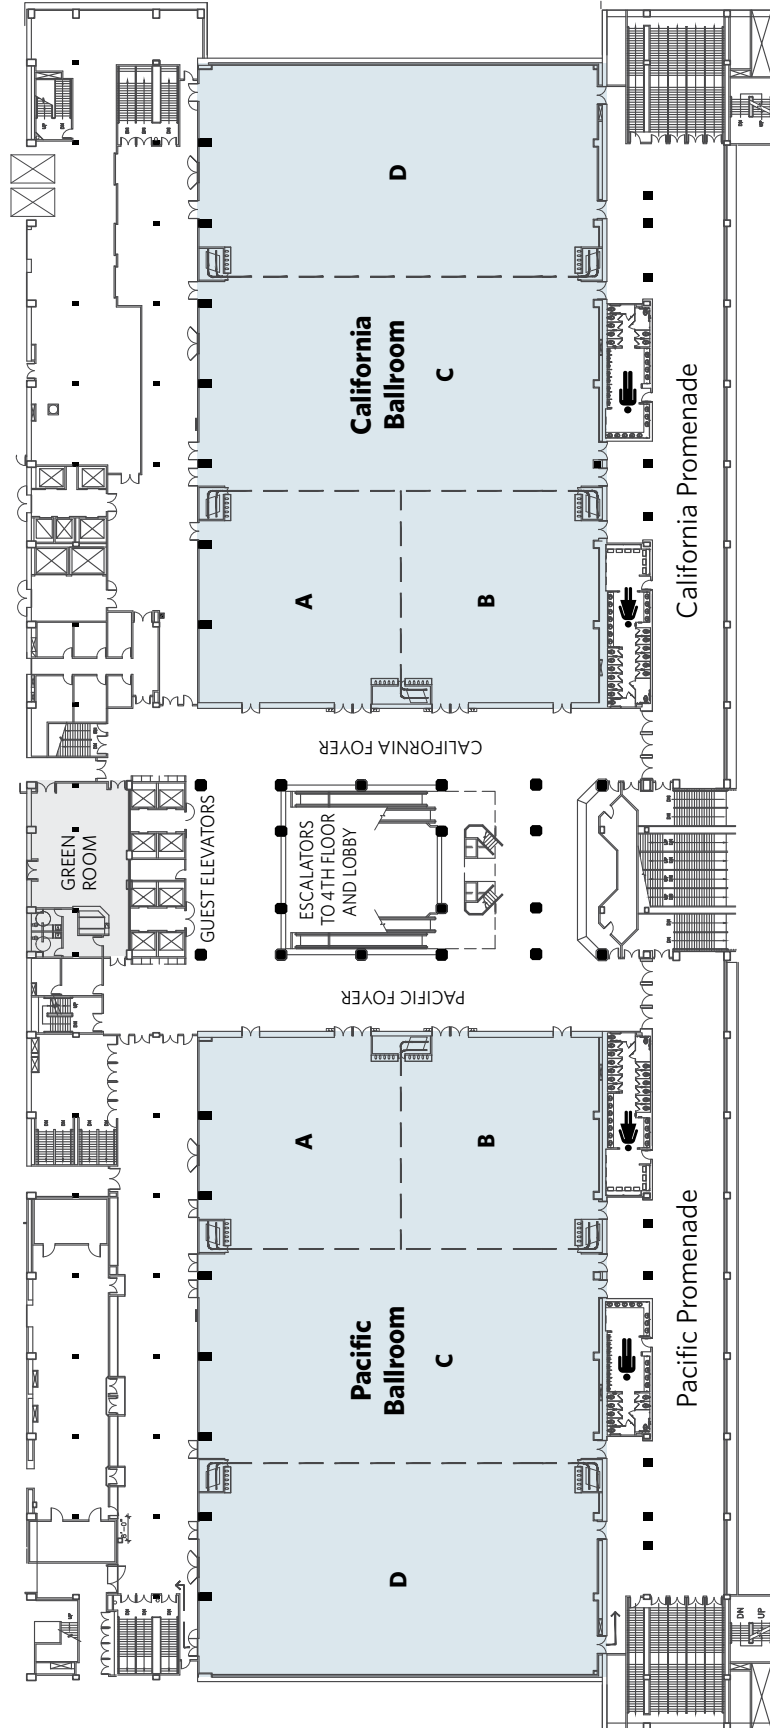 D
California
Ballroom
C
A
B
California Promenade
CALIFORNIA FOYER
GREEN
ROOM
GUEST ELEVATORS
ESCALATORS
TO 4TH FLOOR
AND LOBBY
PACIFIC FOYER
A
B
Pacific
Ballroom
C
D
Pacific Promenade
DN
UP